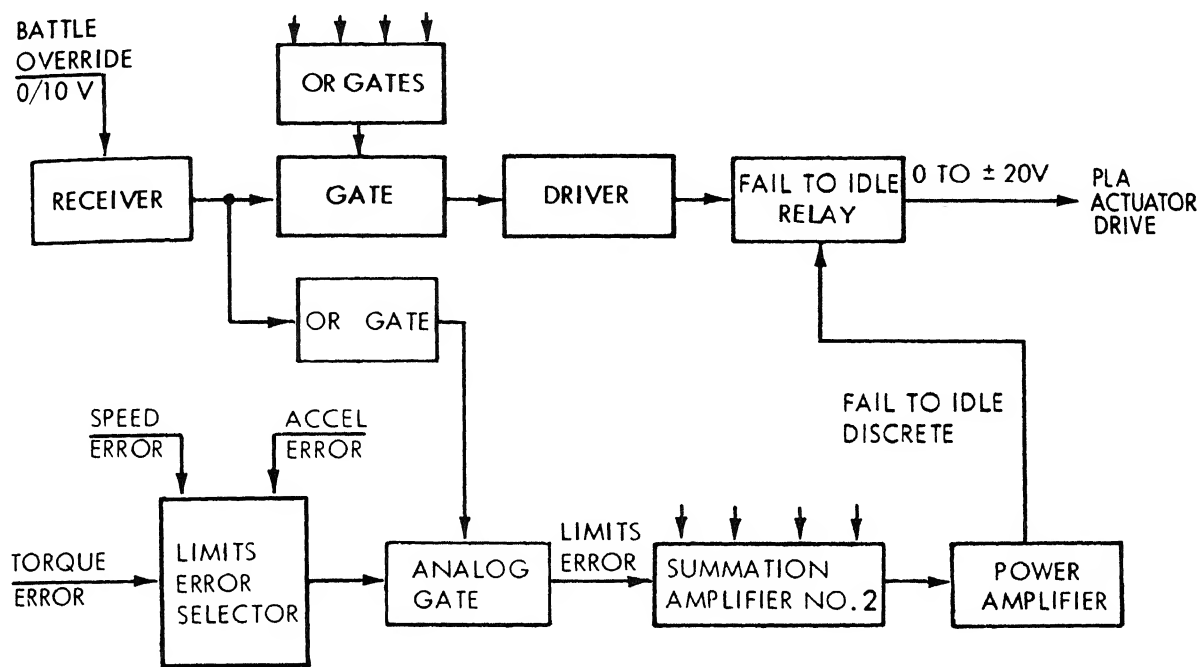 BATTLE
OVERRIDE
0/10 V
OR GATES
RECEIVER
GATE
DRIVER
FAIL TO IDLE
RELAY
0 TO ± 20V
PLA
ACTUATOR
DRIVE
OR GATE
SPEED
ERROR
ACCEL
ERROR
FAIL TO IDLE
DISCRETE
TORQUE
ERROR
LIMITS
ERROR
SELECTOR
ANALOG
GATE
LIMITS
ERROR
SUMMATION
AMPLIFIER NO.2
POWER
AMPLIFIER